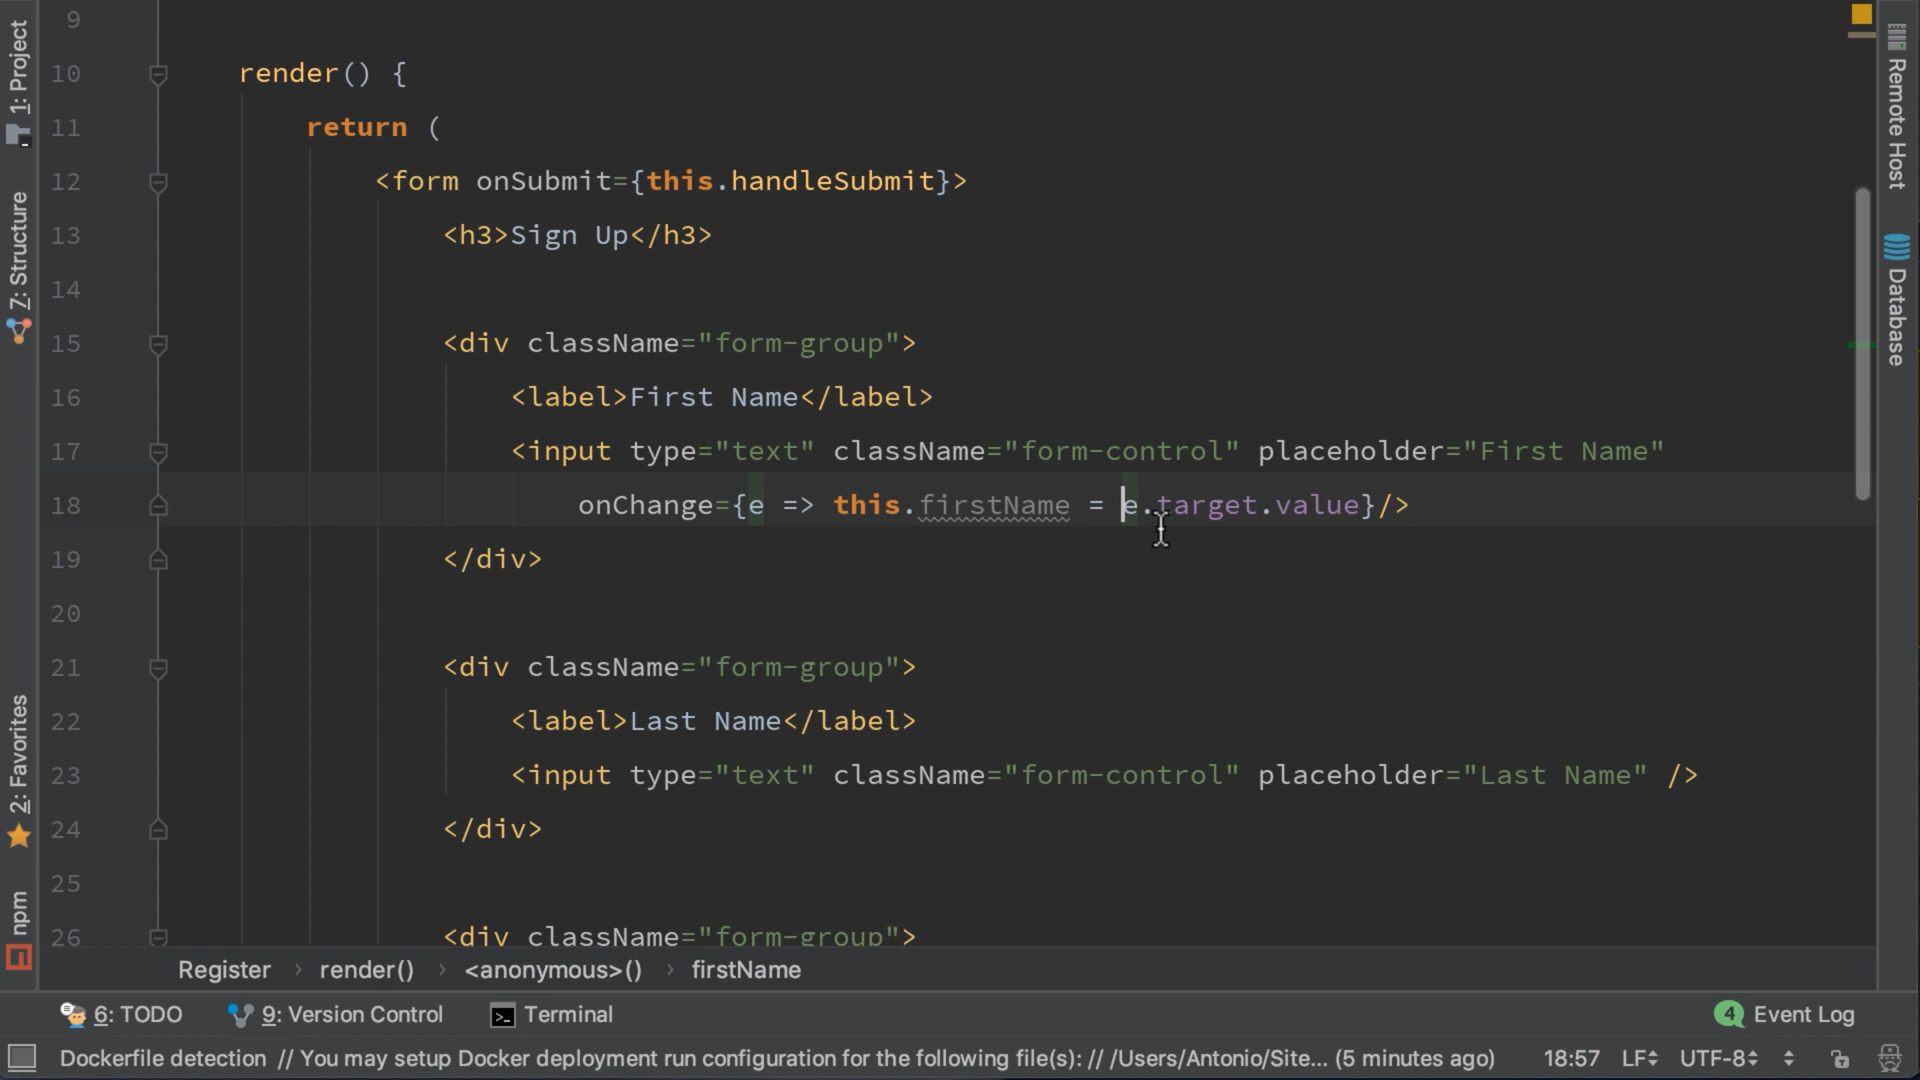 1: Project
7: Structure
2: Favorites
npm
9
10 render() {
11 return (
12 <form onSubmit={this.handleSubmit}>
13 <h3>Sign Up</h3>
14
15 <div className="form-group">
16 <label>First Name</label>
17 <input type="text" className="form-control" placeholder="First Name"
18 onChange={e => this.firstName = e.target.value}/>
19 </div>
20
21 <div className="form-group">
22 <label>Last Name</label>
23 <input type="text" className="form-control" placeholder="Last Name" />
24 </div>
25
26 <div className="form-group">
Remote Host
Database
Register › render() › <anonymous>() › firstName
6: TODO 9: Version Control Terminal 4 Event Log
Dockerfile detection // You may setup Docker deployment run configuration for the following file(s): // /Users/Antonio/Site... (5 minutes ago) 18:57 LF UTF-8